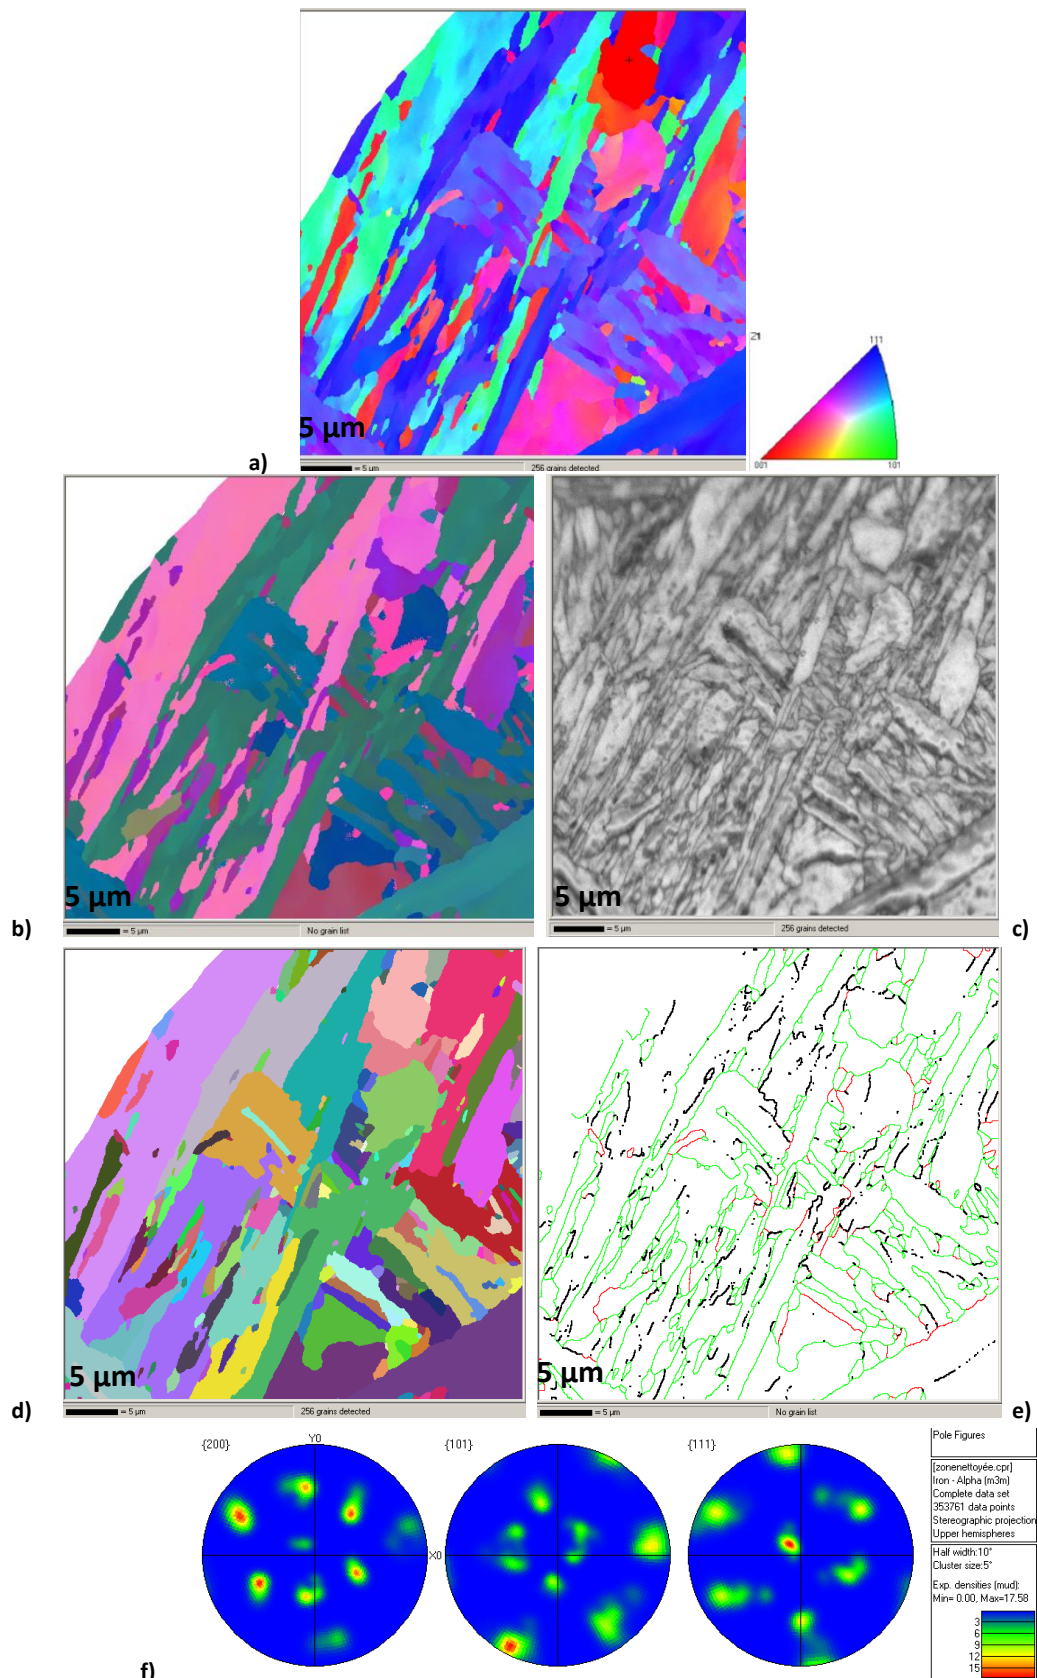 Z1
111
001
101
5 µm
a)
= 5 µm
256 grains detected
5 µm
5 µm
b)
c)
= 5 µm
No grain list
= 5 µm
256 grains detected
5 µm
5 µm
d)
e)
= 5 µm
256 grains detected
= 5 µm
No grain list
{200}
Y0
{101}
{111}
X0
Pole Figures
[zonenettoyée.cpr]
Iron - Alpha (m3m)
Complete data set
353761 data points
Stereographic projection
Upper hemispheres
Half width:10°
Cluster size:5°
Exp. densities (mud):
Min= 0.00, Max=17.58
3
6
9
12
15
f)